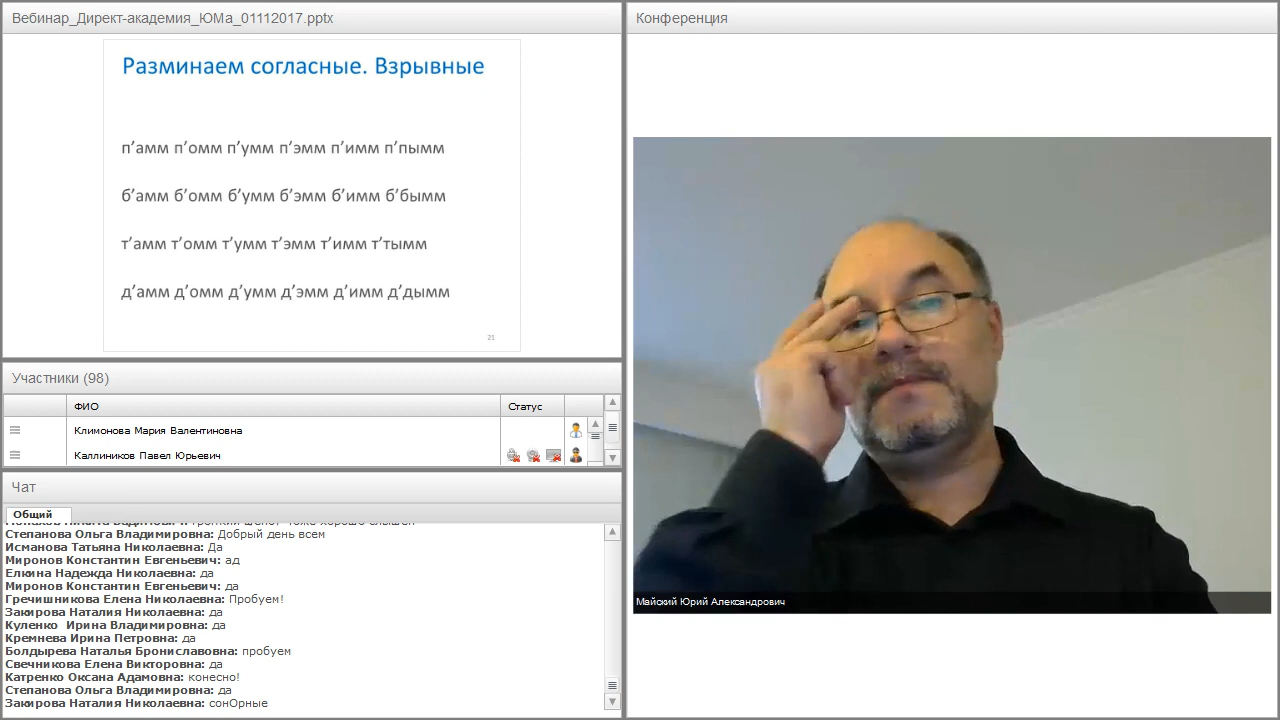 Вебинар_Директ-академия_ЮМа_01112017.pptx
Разминаем согласные. Взрывные
п’амм п’омм п’умм п’эмм п’имм п’пымм
б’амм б’омм б’умм б’эмм б’имм б’бымм
т’амм т’омм т’умм т’эмм т’имм т’тымм
д’амм д’омм д’умм д’эмм д’имм д’дымм
21
Участники (98)
ФИО Статус
Климонова Мария Валентиновна
Каллиников Павел Юрьевич
Чат
Общий
Степанова Ольга Владимировна: Добрый день всем
Исманова Татьяна Николаевна: Да
Миронов Константин Евгеньевич: ад
Елкина Надежда Николаевна: да
Миронов Константин Евгеньевич: да
Гречишникова Елена Николаевна: Пробуем!
Закирова Наталия Николаевна: да
Куленко Ирина Владимировна: да
Кремнева Ирина Петровна: да
Болдырева Наталья Брониславовна: пробуем
Свечникова Елена Викторовна: да
Катренко Оксана Адамовна: конесно!
Степанова Ольга Владимировна: да
Закирова Наталия Николаевна: сонОрные
Конференция
Майский Юрий Александрович